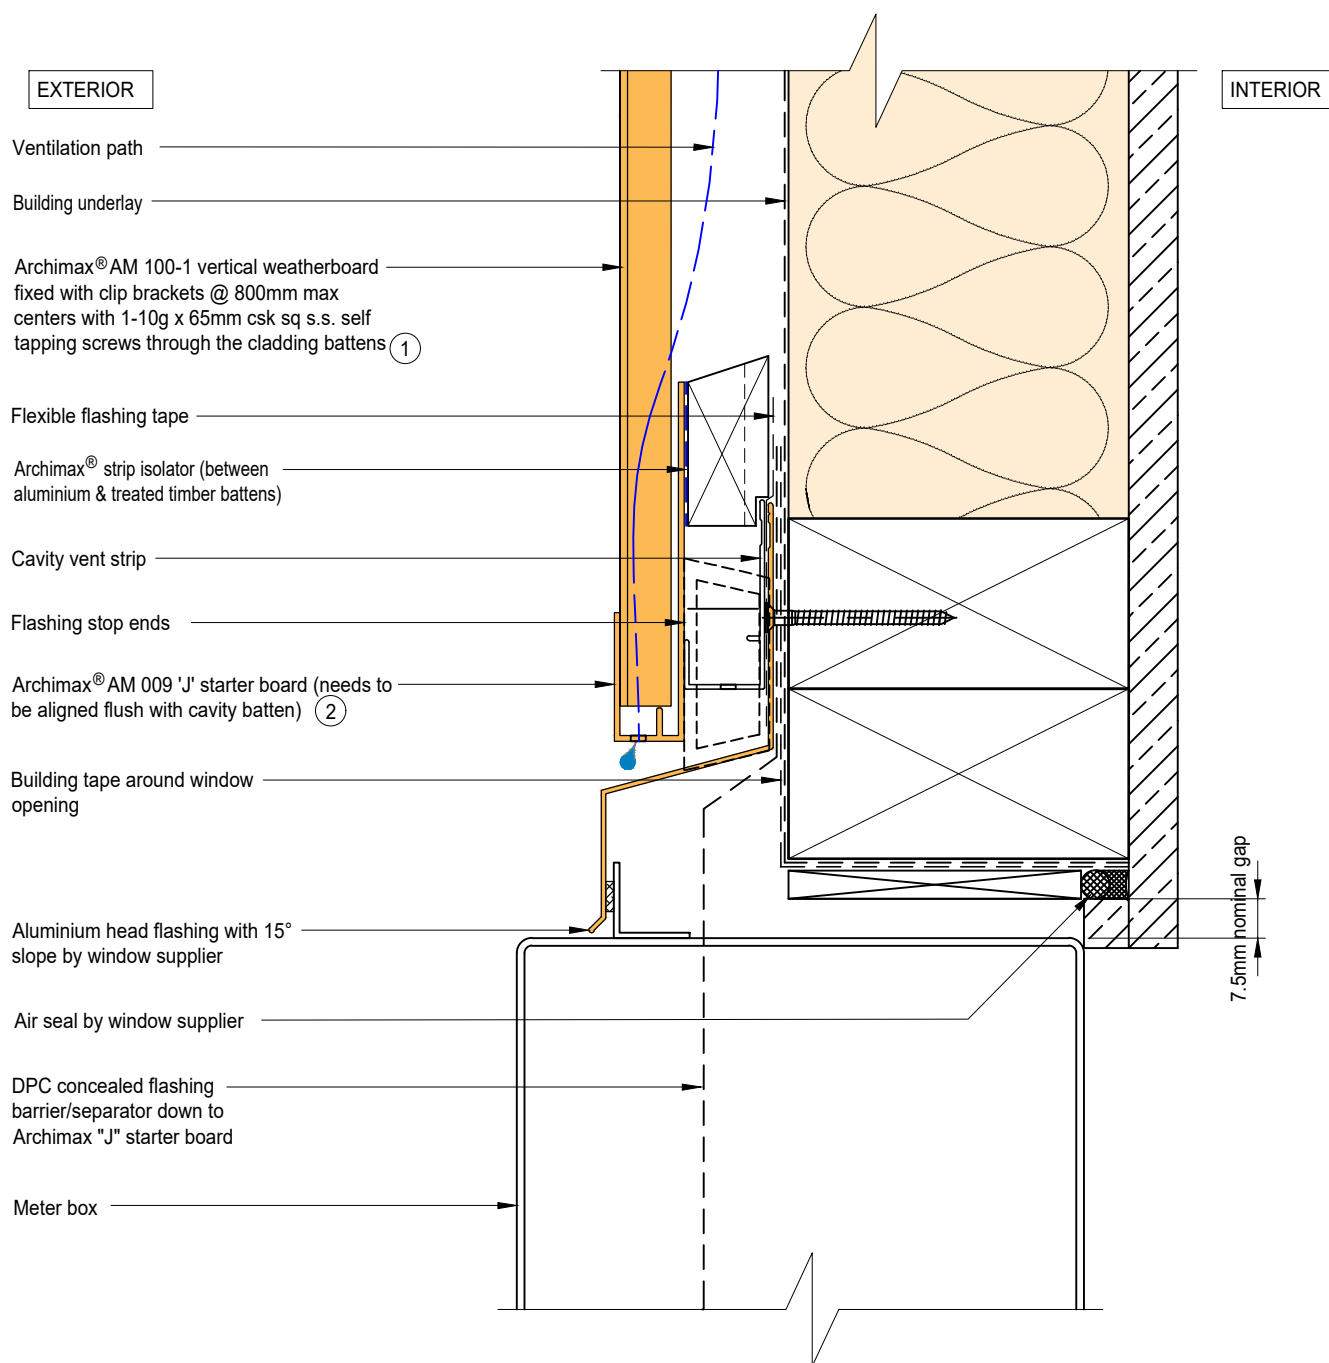 EXTERIOR
INTERIOR
Ventilation path
Building underlay
Archimax® AM 100-1 vertical weatherboard
fixed with clip brackets @ 800mm max
centers with 1-10g x 65mm csk sq s.s. self
tapping screws through the cladding battens 1
Flexible flashing tape
Archimax® strip isolator (between
aluminium & treated timber battens)
Cavity vent strip
Flashing stop ends
Archimax® AM 009 'J' starter board (needs to
be aligned flush with cavity batten) 2
Building tape around window
opening
7.5mm nominal gap
Aluminium head flashing with 15°
slope by window supplier
Air seal by window supplier
DPC concealed flashing
barrier/separator down to
Archimax "J" starter board
Meter box